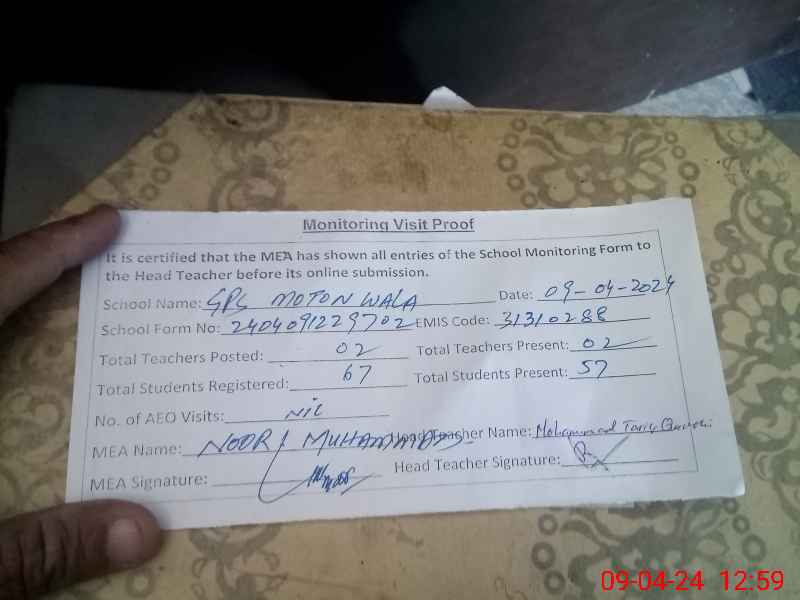 Monitoring Visit Proof
It is certified that the MEA has shown all entries of the School Monitoring Form to
the Head Teacher before its online submission.
School Name: GPS MOTON WALA Date: 09-04-2024
School Form No: 2404091229702 EMIS Code: 31310288
Total Teachers Posted: 02 Total Teachers Present: 02
Total Students Registered: 67 Total Students Present: 57
No. of AEO Visits: Nil
MEA Name: NOOR MUHAMMAD Head Teacher Name: Mohammad Tariq
MEA Signature: Head Teacher Signature:
09-04-24 12:59